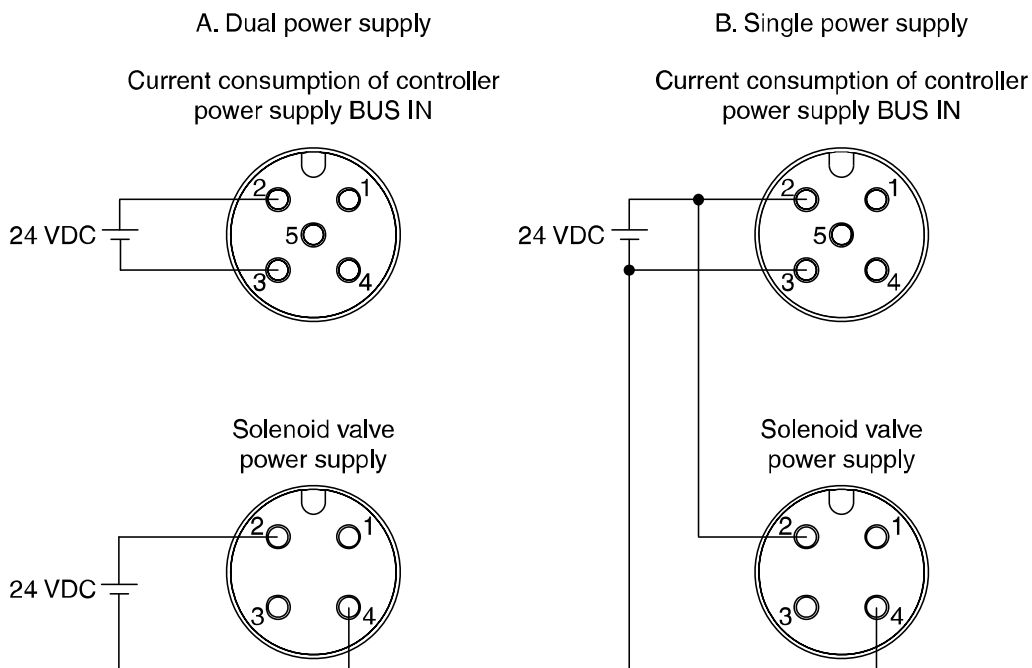 A. Dual power supply
Current consumption of controller
power supply BUS IN
2
1
24 VDC
5
3
4
Solenoid valve
power supply
2
1
24 VDC
3
4
B. Single power supply
Current consumption of controller
power supply BUS IN
2
1
24 VDC
5
3
4
Solenoid valve
power supply
2
1
3
4